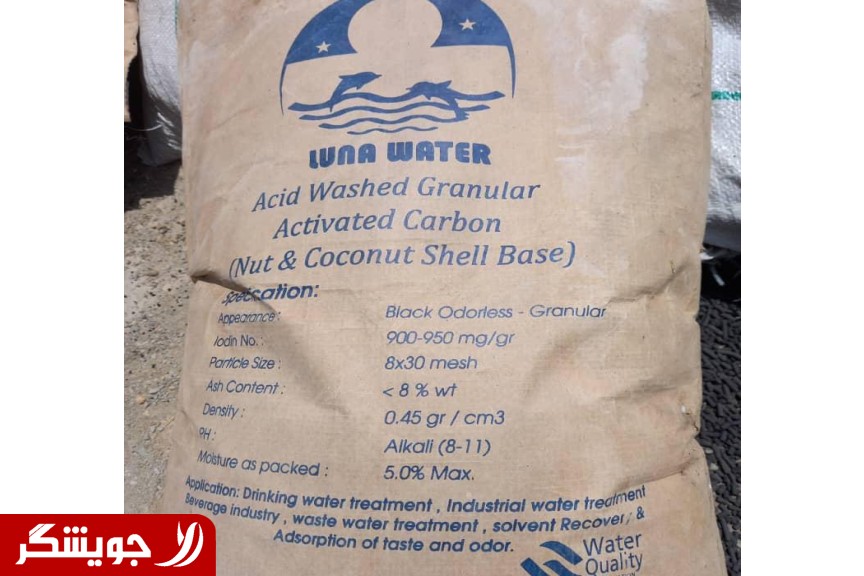 LUNA WATER
Acid Washed Granular
Activated Carbon
(Nut & Coconut Shell Base)
Specification:
Appearance: Black Odorless - Granular
Iodin No.: 900-950 mg/gr
Particle Size: 8x30 mesh
Ash Content: < 8 % wt
Density: 0.45 gr / cm3
PH: Alkali (8-11)
Moisture as packed: 5.0% Max.
Application: Drinking water treatment, Industrial water treatment
Beverage industry, waste water treatment, solvent Recovery &
Adsorption of taste and odor.
Water
Quality
جویشگر